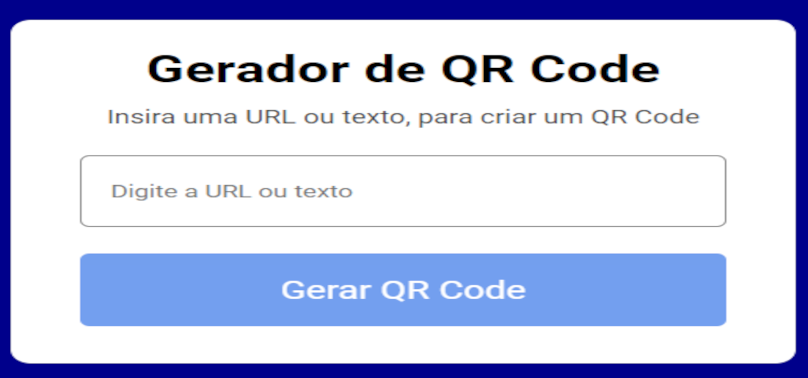 Gerador de QR Code
Insira uma URL ou texto, para criar um QR Code
Digite a URL ou texto
Gerar QR Code